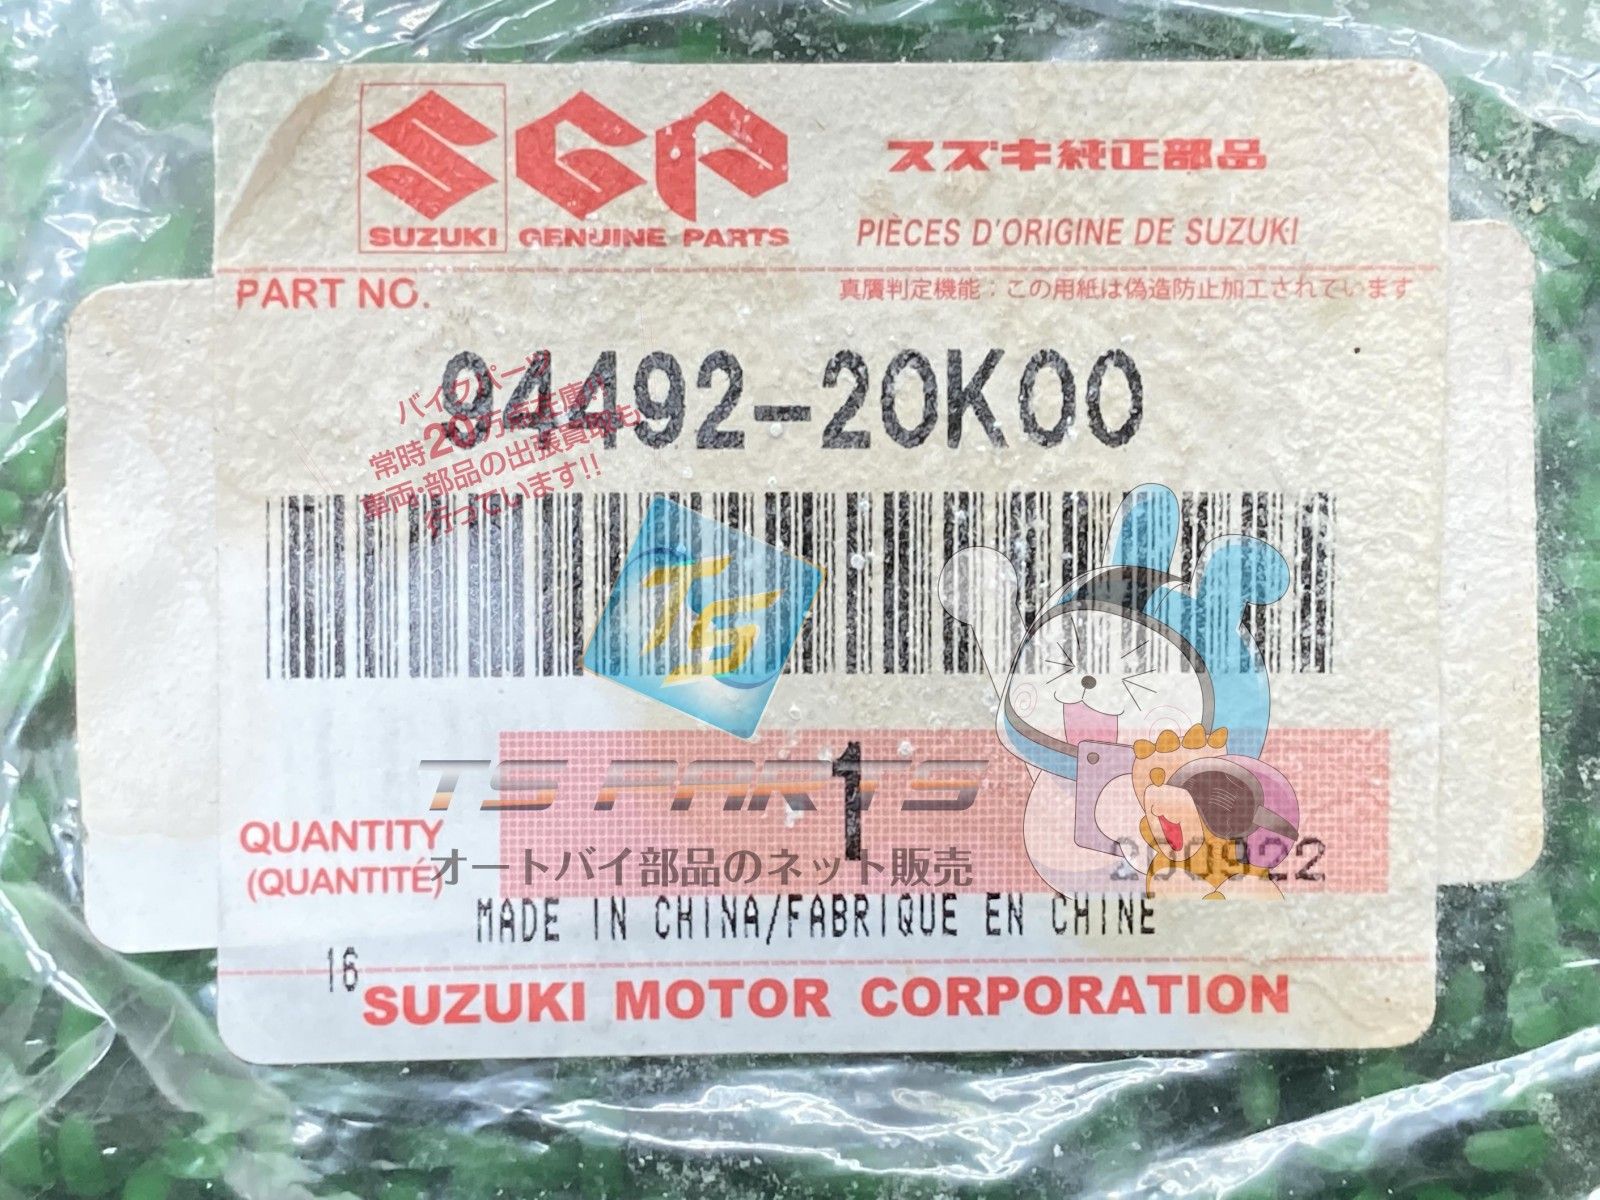 SUZUKI GENUINE PARTS
スズキ純正部品
PIÈCES D'ORIGINE DE SUZUKI
PART NO.
真贋判定機能：この用紙は偽造防止加工されています
94492-20K00
バイクパーツ
常時20万点在庫!!
車両・部品の出張買取も
行っています!!
TS
1
TS PARTS
QUANTITY
(QUANTITÉ)
オートバイ部品のネット販売
200922
MADE IN CHINA/FABRIQUE EN CHINE
16
SUZUKI MOTOR CORPORATION